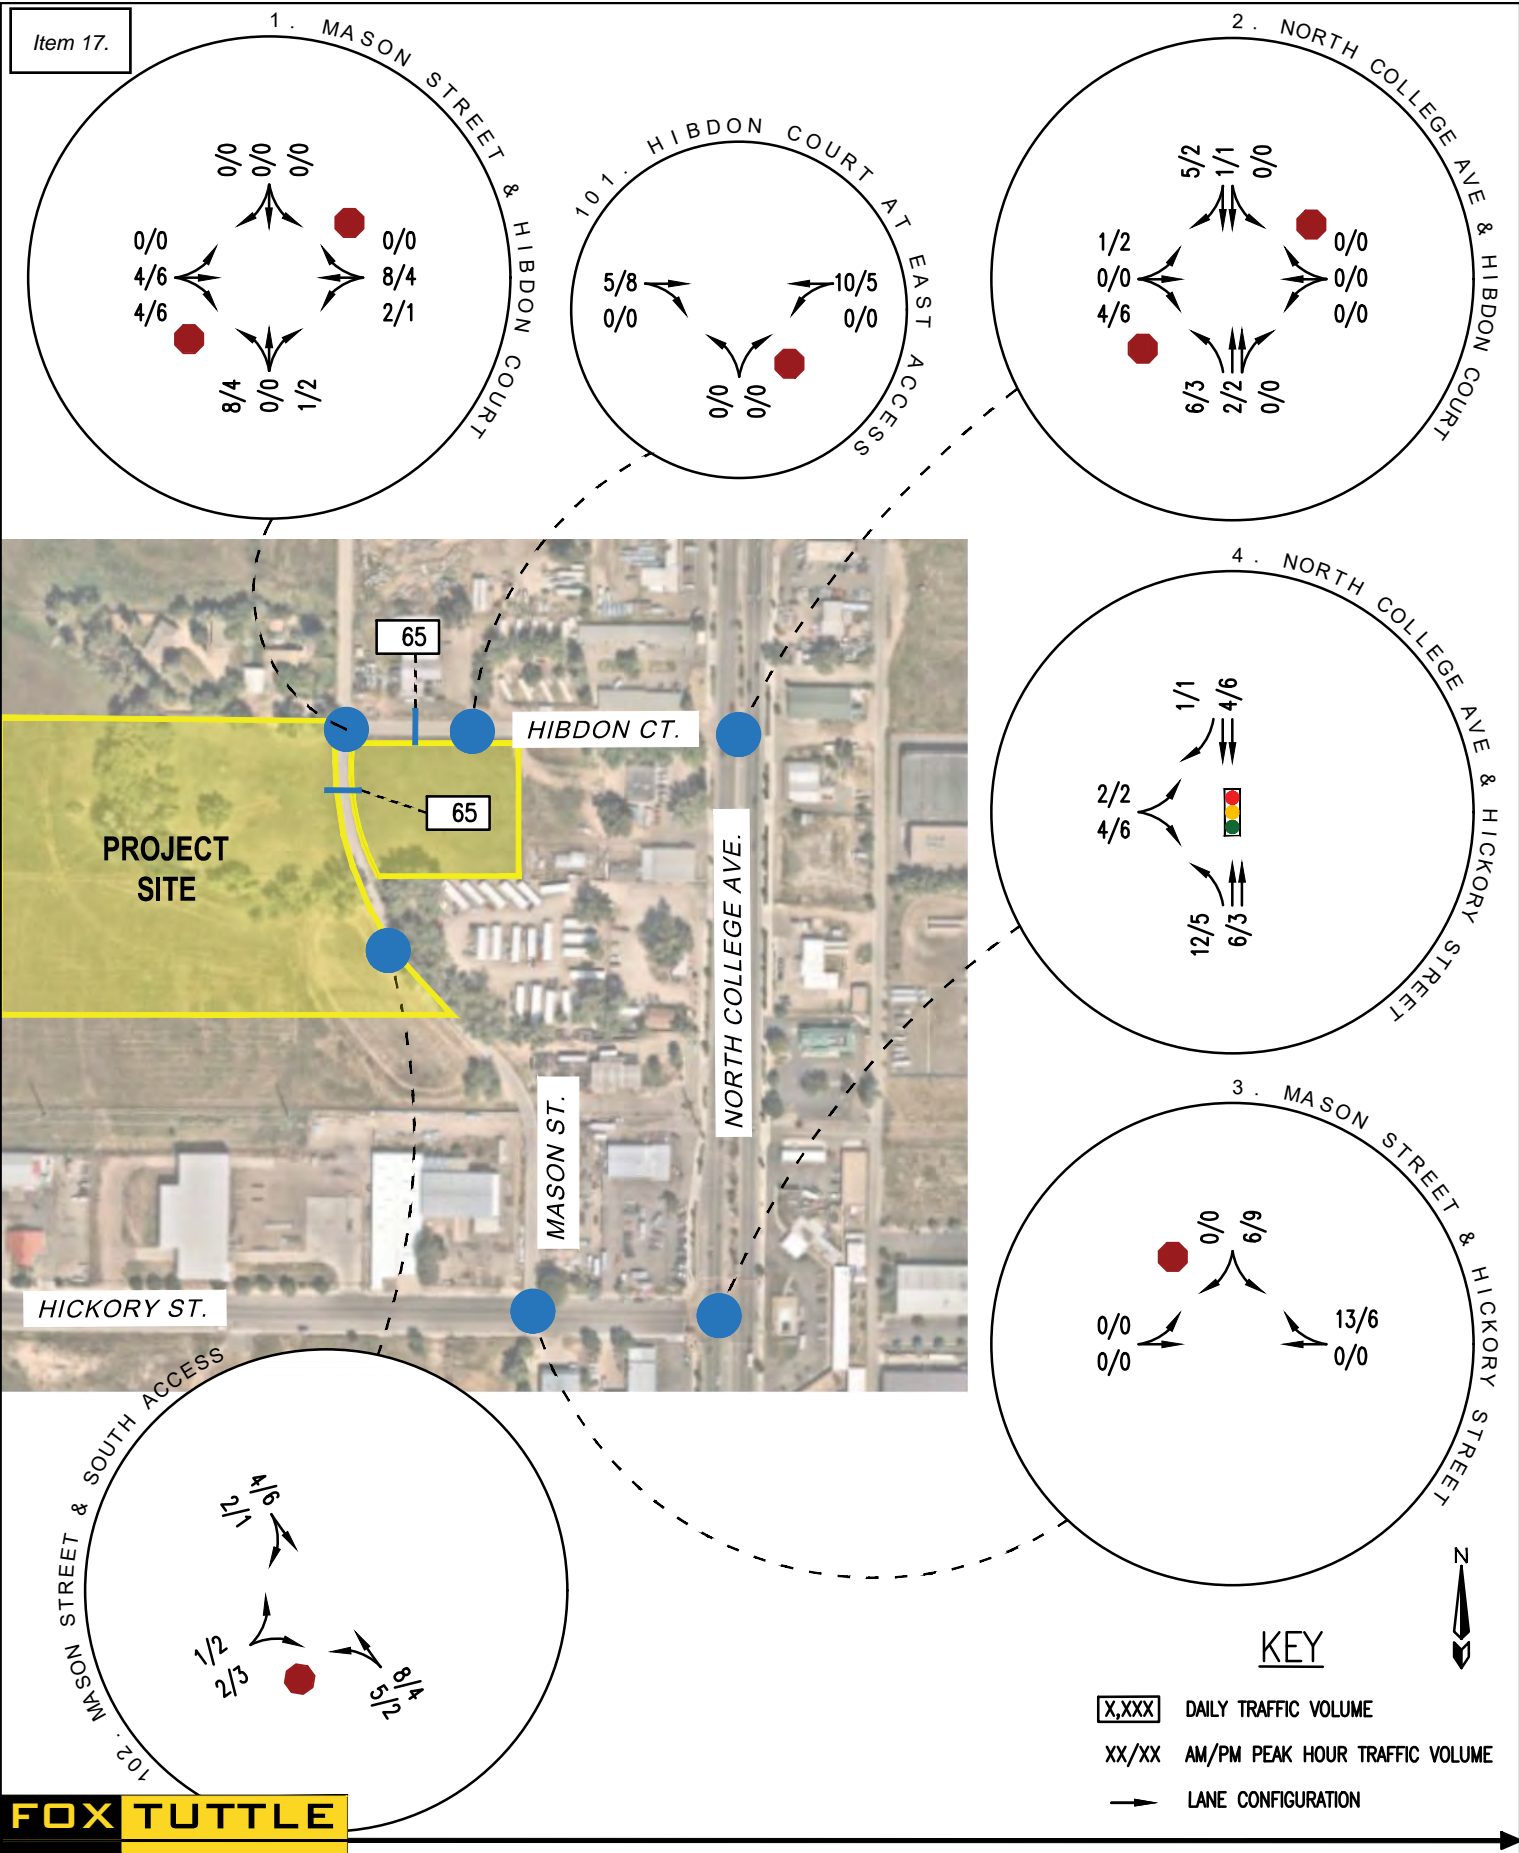 Item 17.
1. MASON STREET & HIBDON COURT
0/0 0/0 0/0
0/0
4/6
4/6
0/0
8/4
2/1
8/4 0/0 1/2
101. HIBDON COURT AT EAST ACCESS
5/8
0/0
10/5
0/0
0/0 0/0
2. NORTH COLLEGE AVE & HIBDON COURT
5/2 1/1 0/0
1/2
0/0
4/6
0/0
0/0
0/0
6/3 2/2 0/0
65
HIBDON CT.
65
PROJECT
SITE
NORTH COLLEGE AVE.
MASON ST.
HICKORY ST.
4. NORTH COLLEGE AVE & HICKORY STREET
1/1 4/6
2/2
4/6
12/5 6/3
3. MASON STREET & HICKORY STREET
0/0 6/9
0/0
0/0
13/6
0/0
102. MASON STREET & SOUTH ACCESS
4/6
2/1
1/2
2/3
8/4
5/2
N
KEY
X,XXX DAILY TRAFFIC VOLUME
XX/XX AM/PM PEAK HOUR TRAFFIC VOLUME
LANE CONFIGURATION
FOX TUTTLE